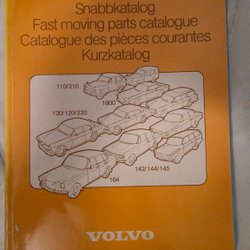 Snabbkatalog
Fast moving parts catalogue
Catalogue des pièces courantes
Kurzkatalog
110/210
1800
130/120/220
142/144/145
164
VOLVO